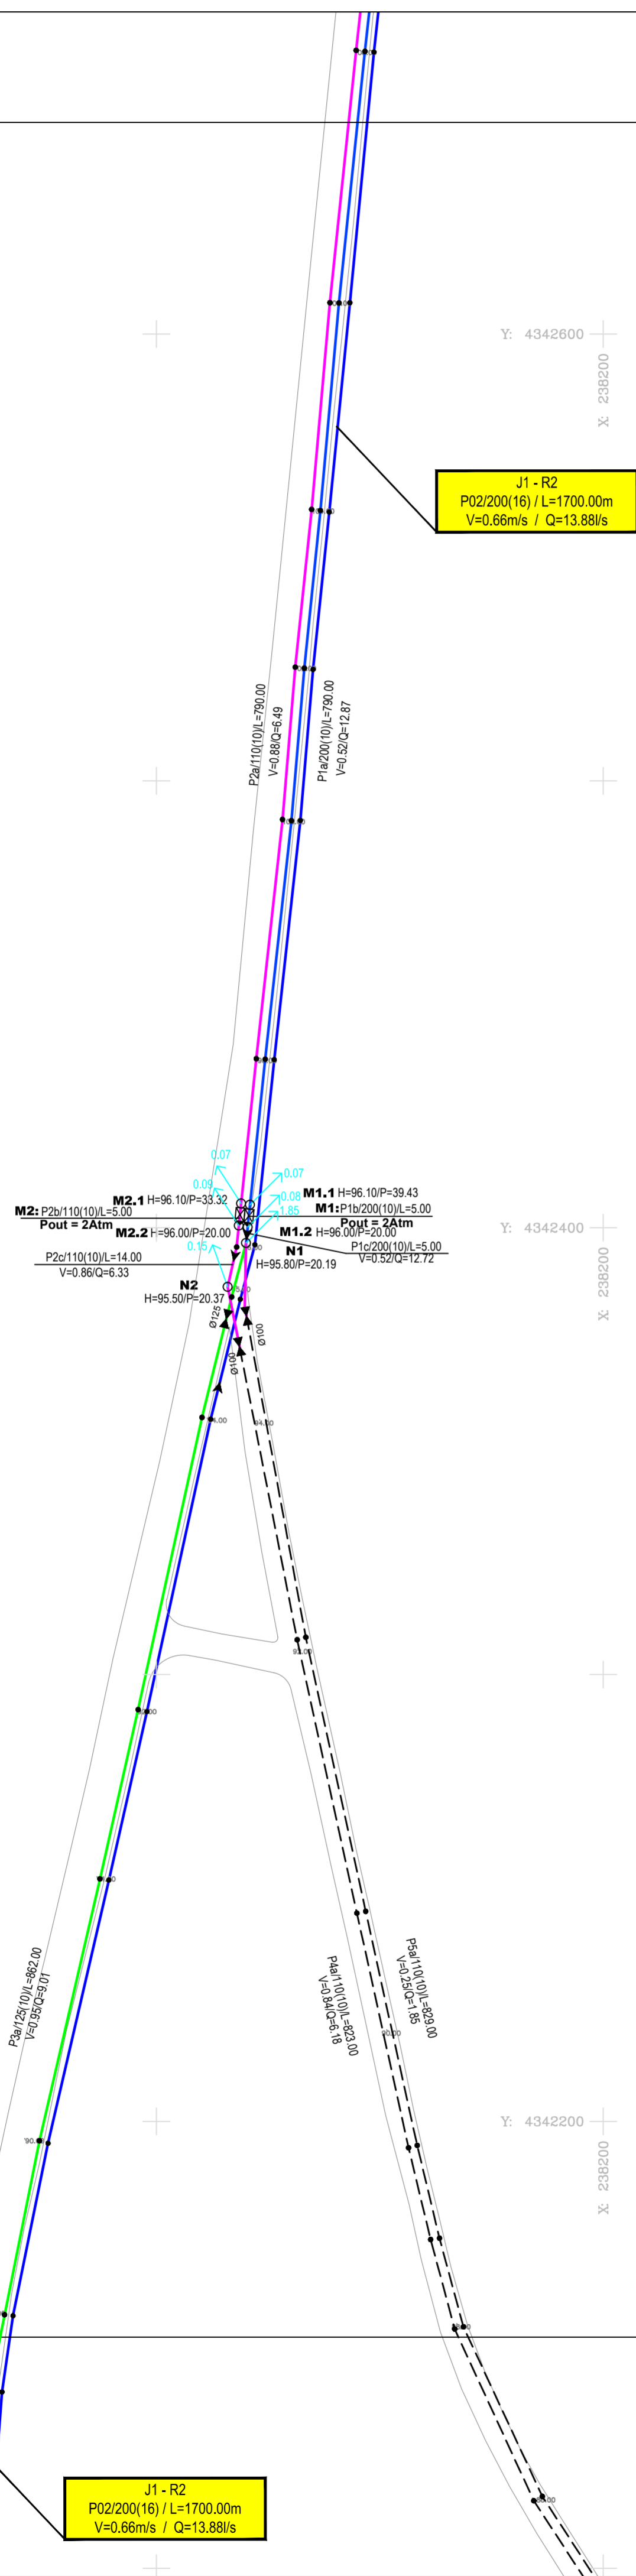 Y: 4342600
X: 238200
J1 - R2
P02/200(16) / L=1700.00m
V=0.66m/s / Q=13.88l/s
P2a/110(10)/L=790.00
V=0.88/Q=6.49
P1a/200(10)/L=790.00
V=0.52/Q=12.87
0.07
0.07
0.09
0.08
1.85
M2.1 H=96.10/P=33.32
M1.1 H=96.10/P=39.43
M2: P2b/110(10)/L=5.00
Pout = 2Atm
M1: P1b/200(10)/L=5.00
Pout = 2Atm
M2.2 H=96.00/P=20.00
M1.2 H=96.00/P=20.00
Y: 4342400
X: 238200
0.15
N1
H=95.80/P=20.19
P1c/200(10)/L=5.00
V=0.52/Q=12.72
P2c/110(10)/L=14.00
V=0.86/Q=6.33
N2
H=95.50/P=20.37
Ø125
Ø100
Ø100
94.00
P3a/125(10)/L=862.00
V=0.95/Q=9.01
P4a/110(10)/L=823.00
V=0.84/Q=6.18
P5a/110(10)/L=829.00
V=0.25/Q=1.85
90.00
90.00
Y: 4342200
X: 238200
J1 - R2
P02/200(16) / L=1700.00m
V=0.66m/s / Q=13.88l/s